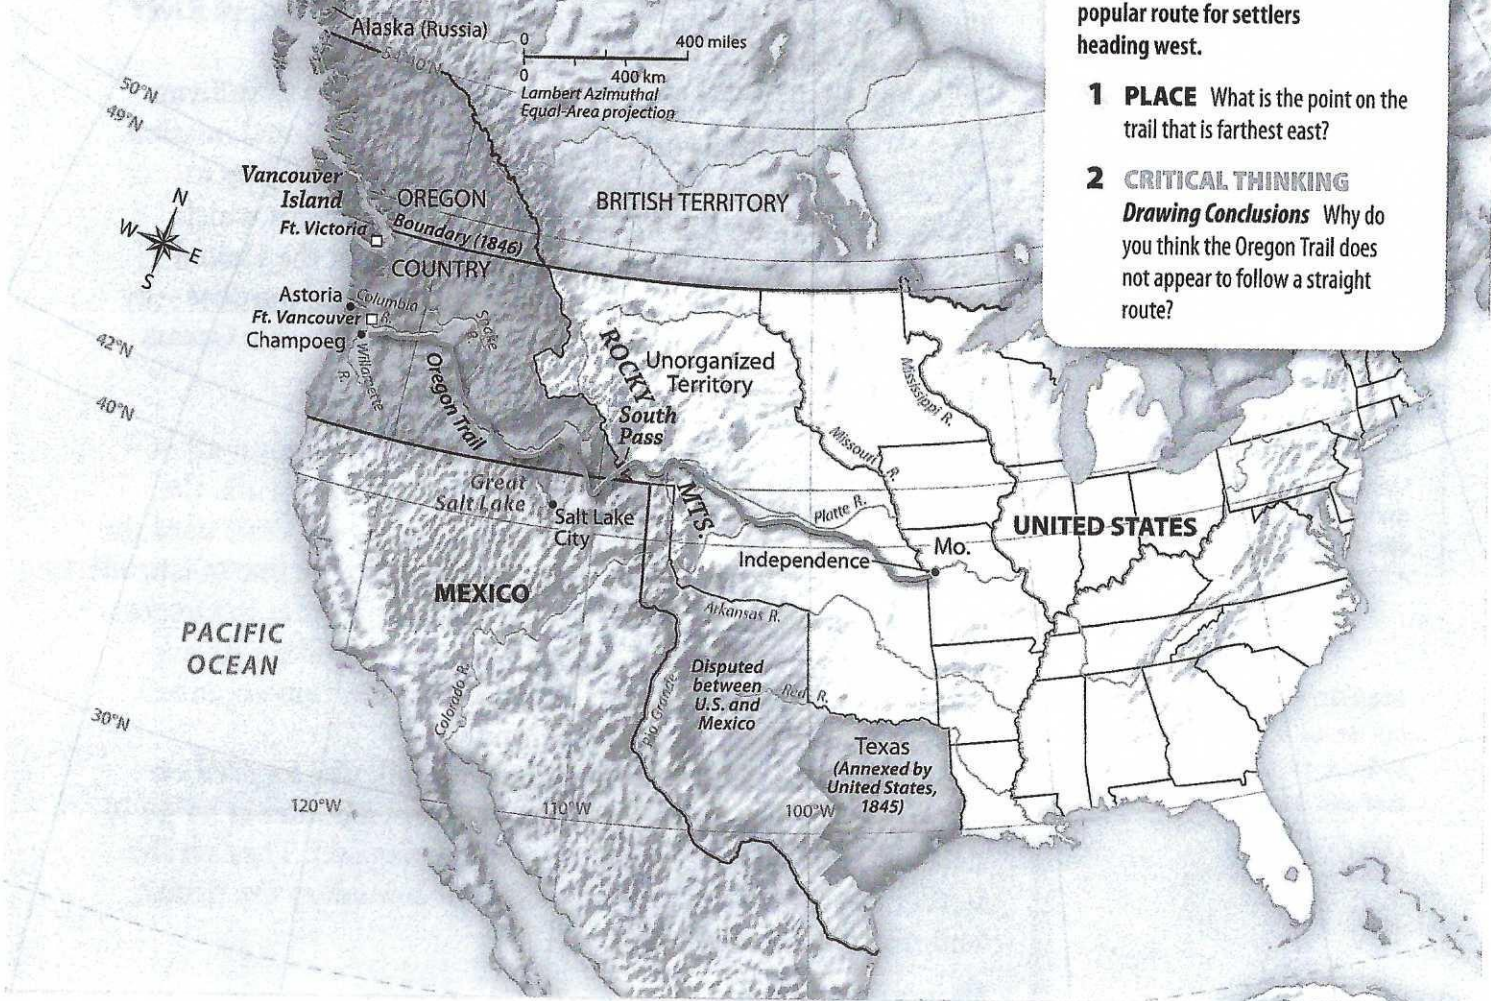 Alaska (Russia)
54°40'N
0
400 miles
0
400 km
Lambert Azimuthal
Equal-Area projection
popular route for settlers
heading west.
1 PLACE What is the point on the
trail that is farthest east?
2 CRITICAL THINKING
Drawing Conclusions Why do
you think the Oregon Trail does
not appear to follow a straight
route?
50°N
49°N
42°N
40°N
30°N
N
W
E
S
Vancouver
Island
Ft. Victoria
OREGON
Boundary (1846)
COUNTRY
BRITISH TERRITORY
Astoria
Columbia
R.
Ft. Vancouver
Champoeg
Willamette
R.
Snake
R.
Oregon Trail
ROCKY
MTS.
Unorganized
Territory
South
Pass
Mississippi R.
Missouri R.
Great
Salt Lake
Salt Lake
City
Platte R.
Independence
Mo.
UNITED STATES
MEXICO
PACIFIC
OCEAN
Arkansas R.
Colorado R.
Rio Grande
Disputed
between
U.S. and
Mexico
Red R.
Texas
(Annexed by
United States,
1845)
120°W
110°W
100°W